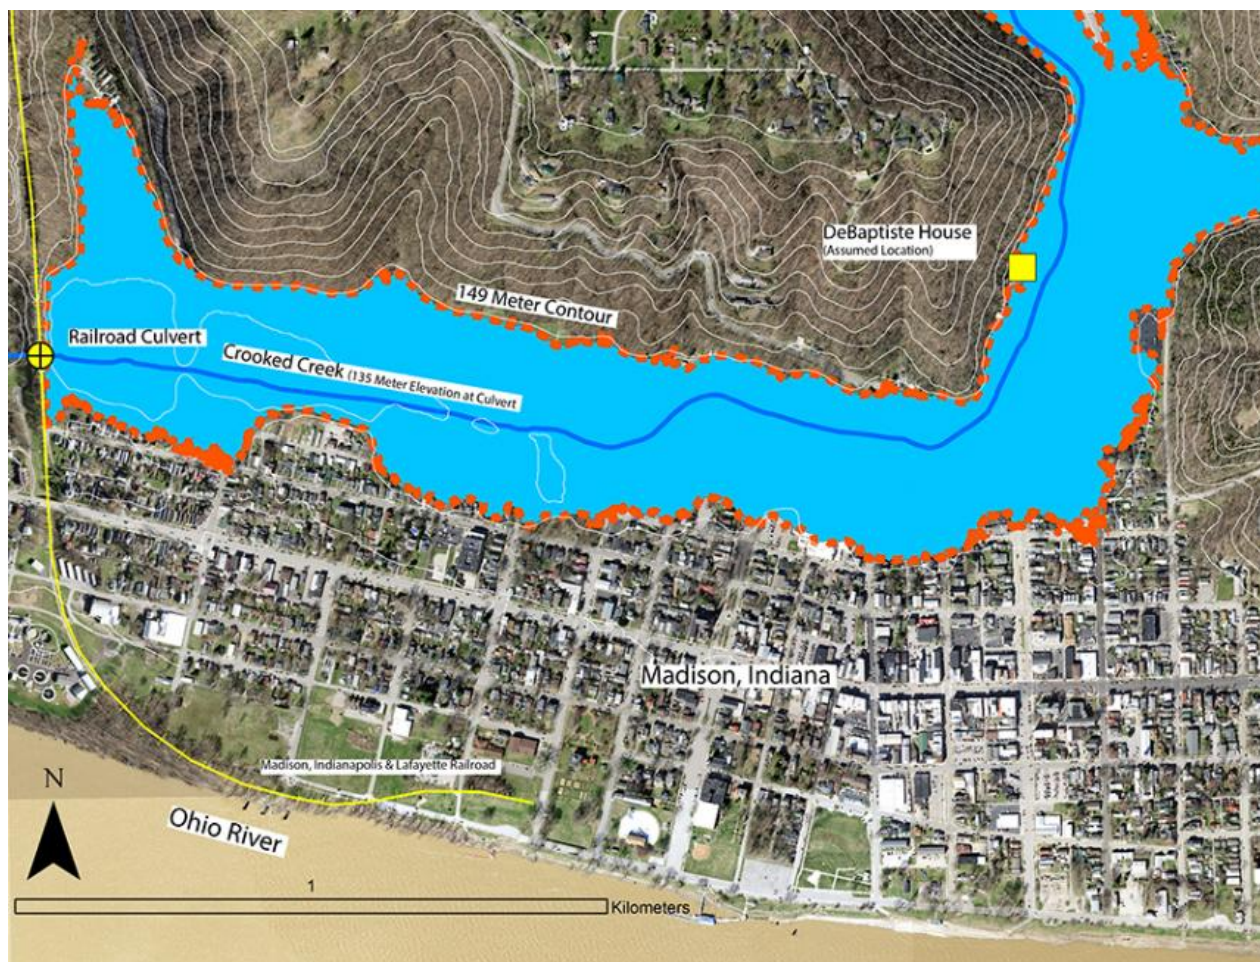 DeBaptiste House
(Assumed Location)
149 Meter Contour
Railroad Culvert
Crooked Creek (135 Meter Elevation at Culvert
Madison, Indiana
Madison, Indianapolis & Lafayette Railroad
N
Ohio River
1
Kilometers